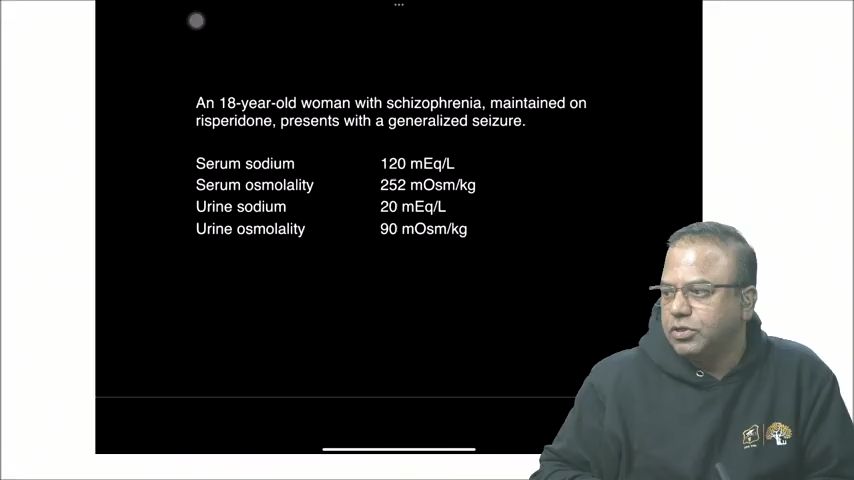 An 18-year-old woman with schizophrenia, maintained on
risperidone, presents with a generalized seizure.
Serum sodium 120 mEq/L
Serum osmolality 252 mOsm/kg
Urine sodium 20 mEq/L
Urine osmolality 90 mOsm/kg